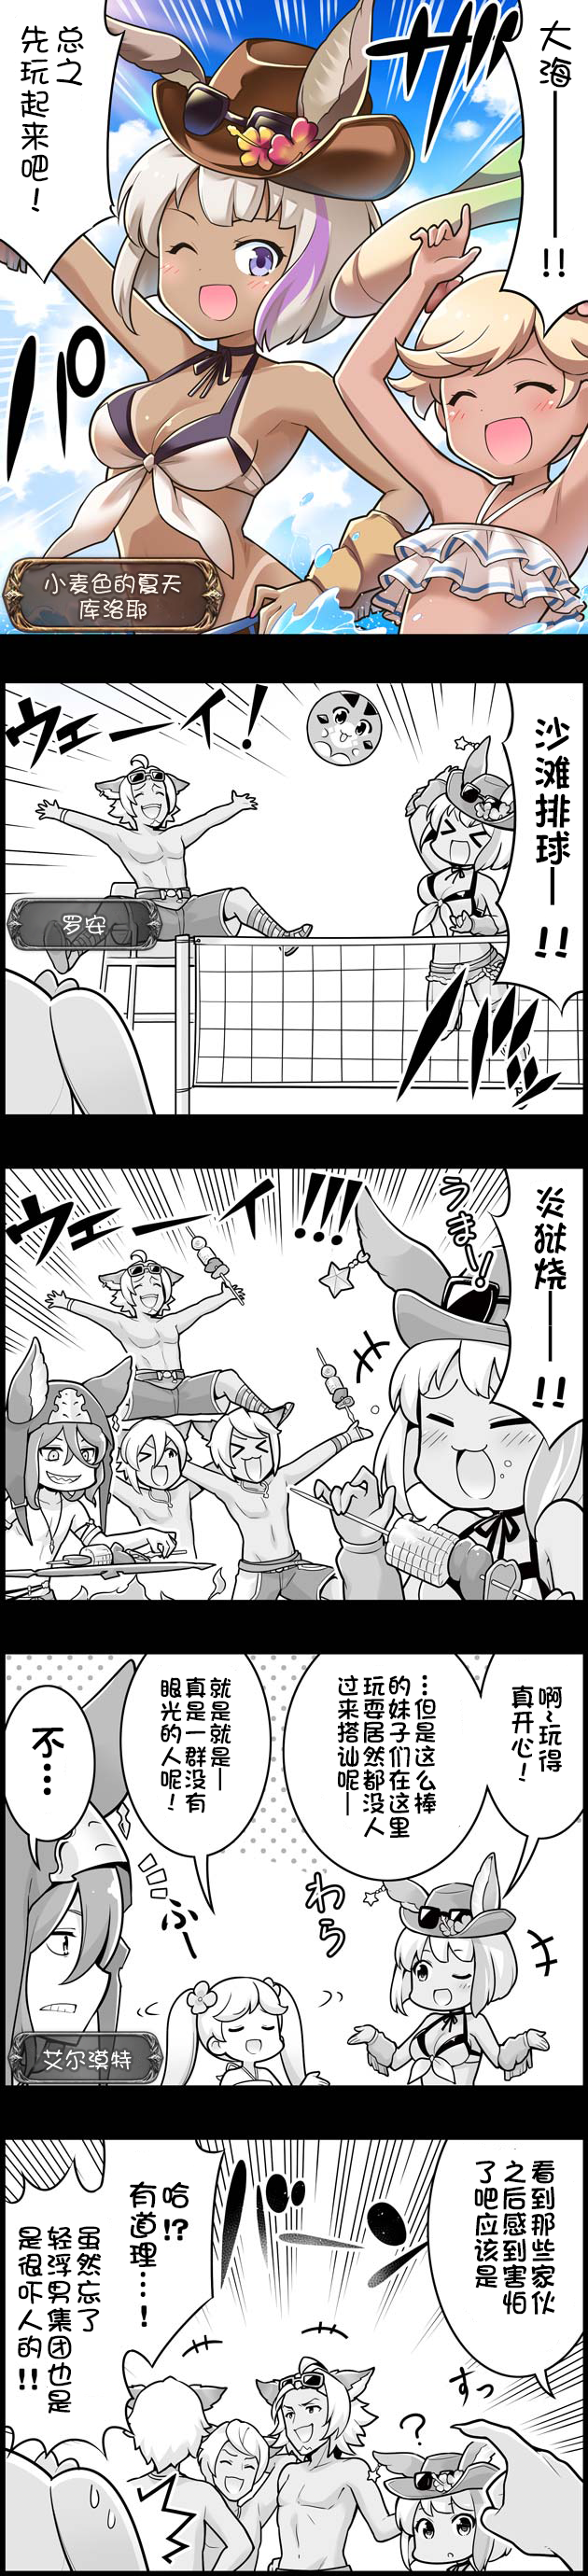 大海——!!
ザバ
总之
先玩起来吧！
小麦色的夏天
库洛耶
沙滩排球—!!
ウェーイ!
罗安
炎狱烧——!!
うまー!!
ウェーイ!!!
啊~玩得
真开心！
…但是这么棒
的妹子们在这里
玩耍居然都没人
过来搭讪呢—
わら
就是就是—
真是一群没有
眼光的人呢！
ふー
不…
艾尔漠特
看到那些家伙
之后感到害怕
了吧应该是
すっ
?
哈!?
有道理…！
虽然忘了
轻浮男集团也是
是很吓人的!!